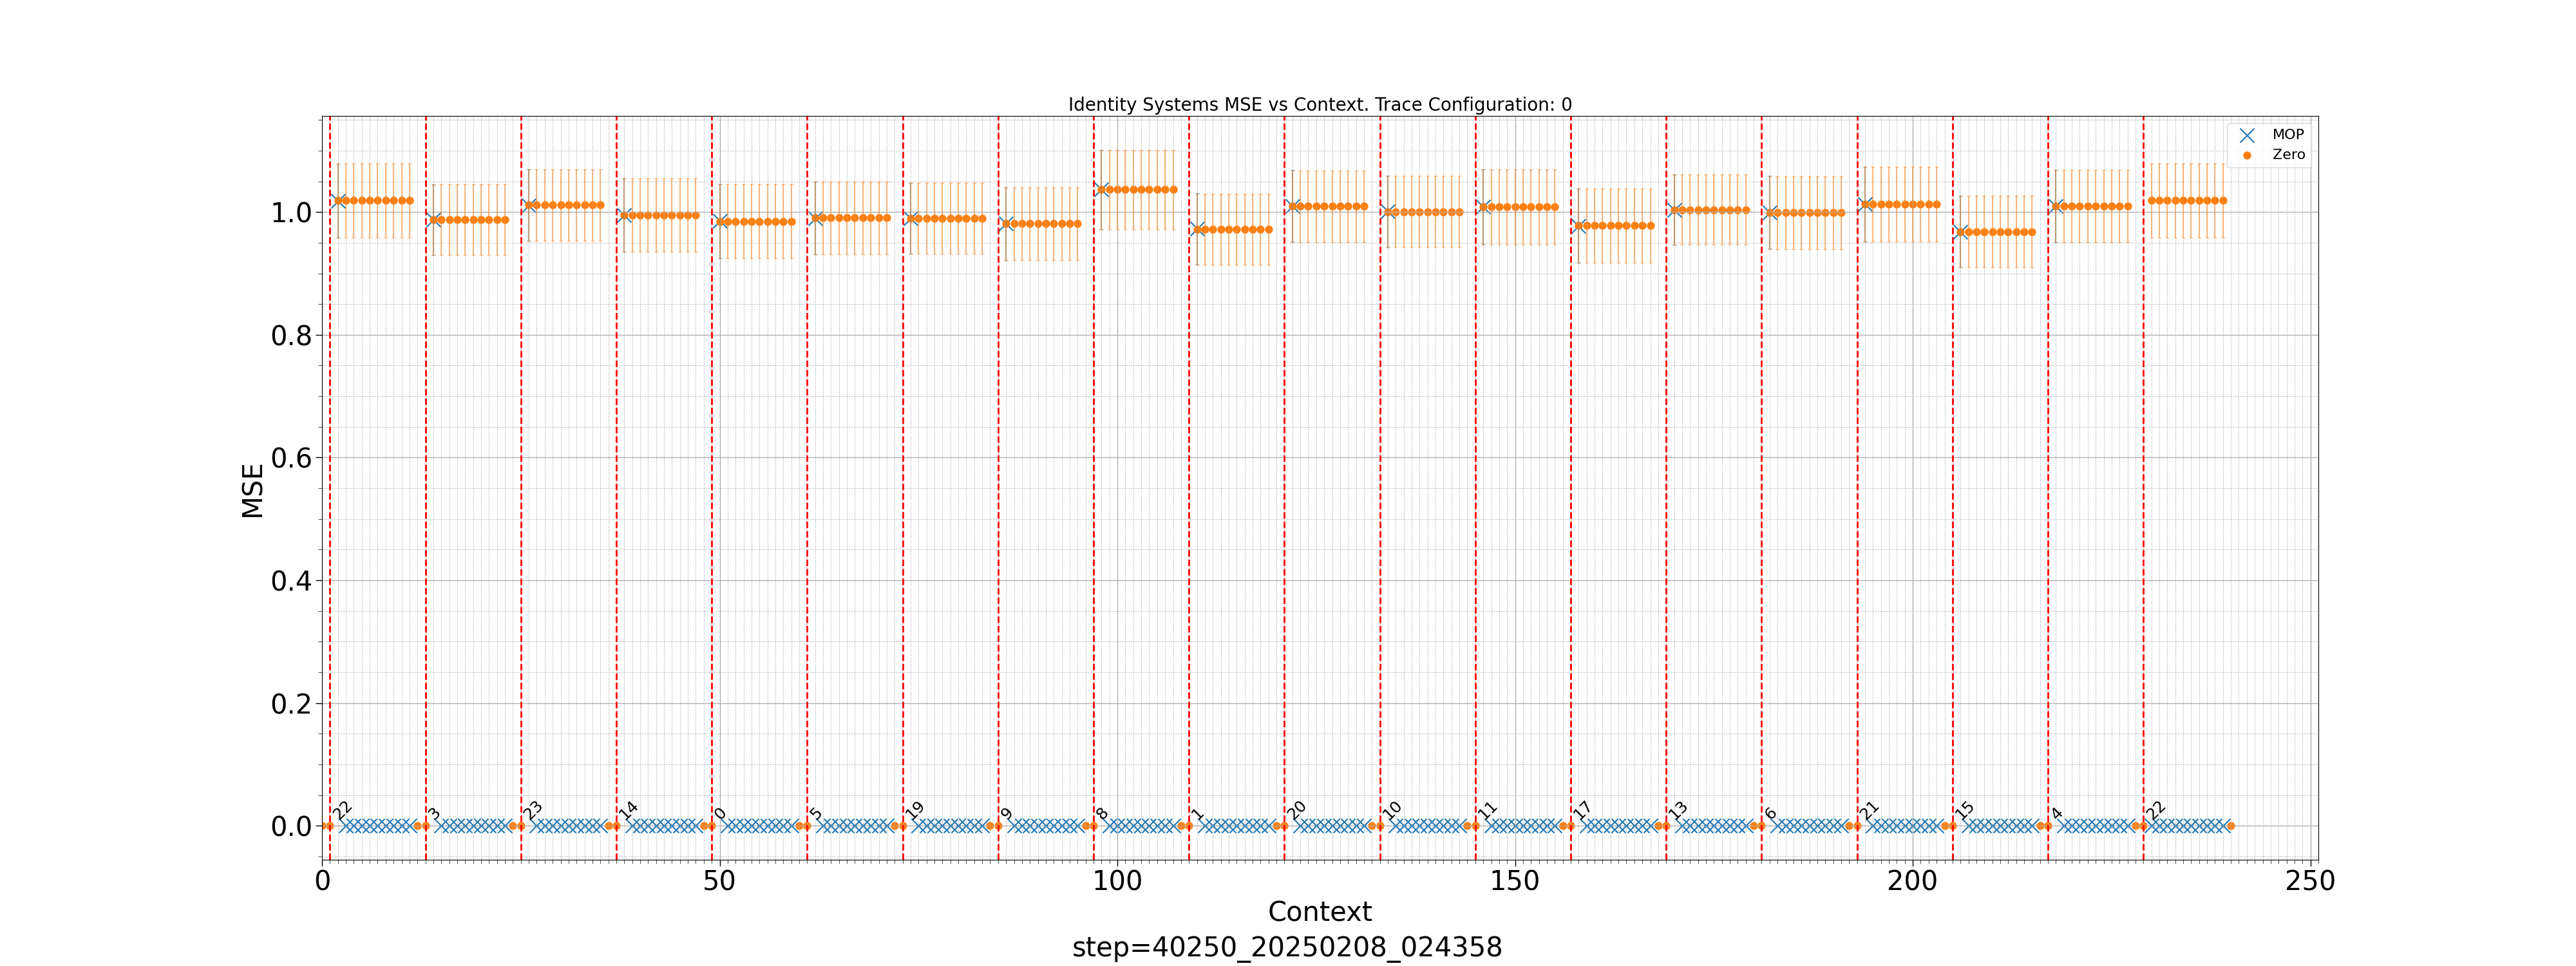 Identity Systems MSE vs Context. Trace Configuration: 0
MOP
Zero
MSE
1.0
0.8
0.6
0.4
0.2
0.0
22 3 23 14 0 5 19 9 8 1 20 10 11 17 13 6 21 15 4 22
0 50 100 150 200 250
Context
step=40250_20250208_024358